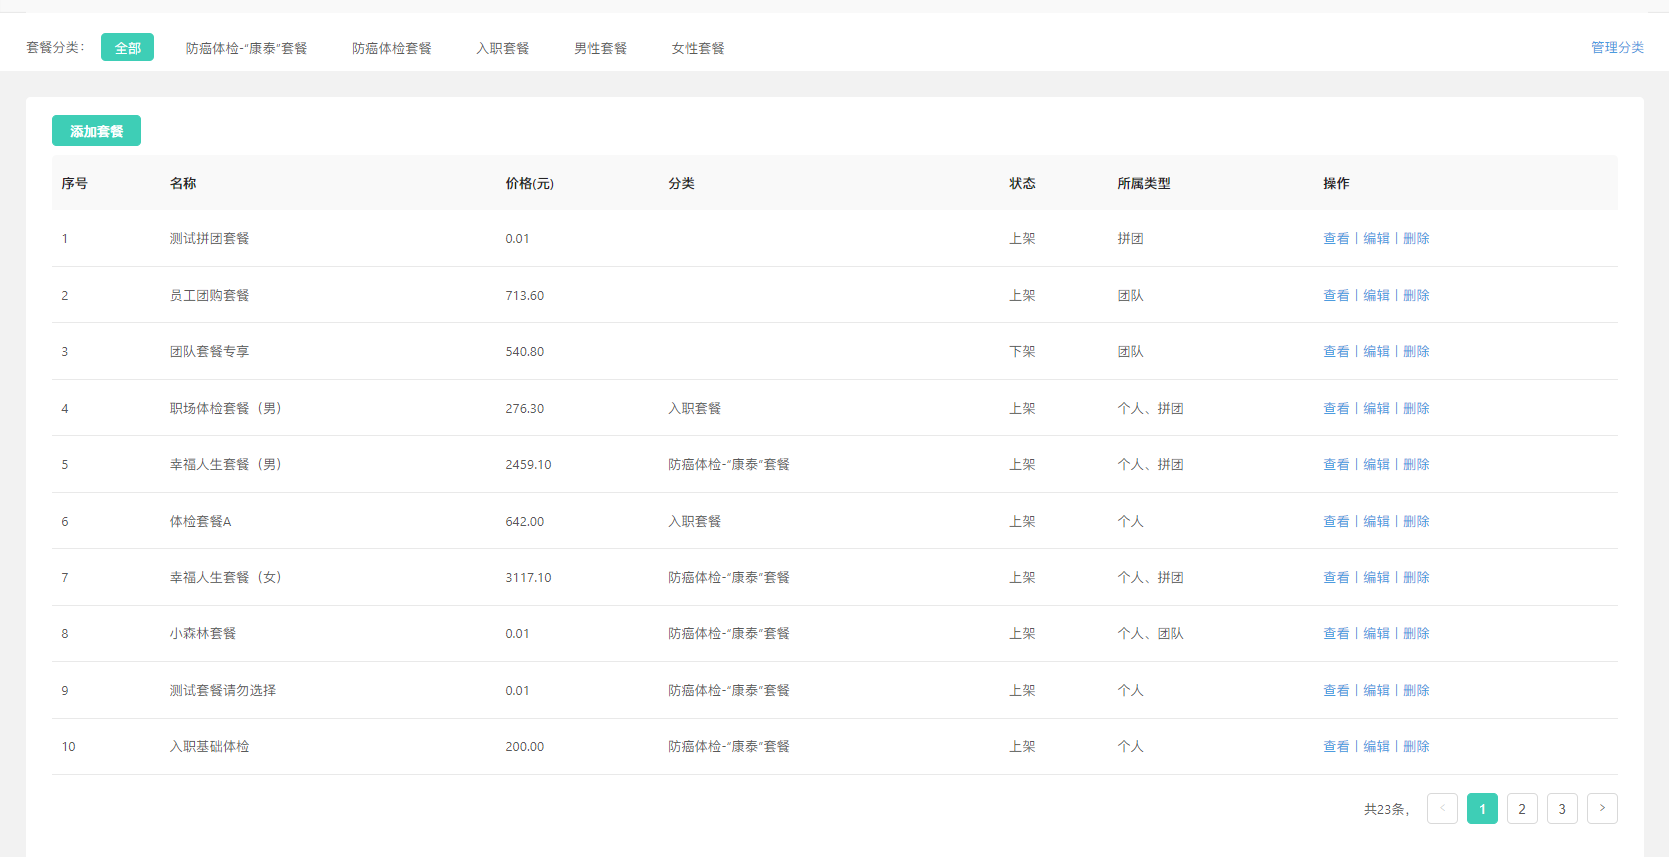 套餐分类： 全部 防癌体检-“康泰”套餐 防癌体检套餐 入职套餐 男性套餐 女性套餐 管理分类
添加套餐
序号 名称 价格(元) 分类 状态 所属类型 操作
1 测试拼团套餐 0.01 上架 拼团 查看 | 编辑 | 删除
2 员工团购套餐 713.60 上架 团队 查看 | 编辑 | 删除
3 团队套餐专享 540.80 下架 团队 查看 | 编辑 | 删除
4 职场体检套餐（男） 276.30 入职套餐 上架 个人、拼团 查看 | 编辑 | 删除
5 幸福人生套餐（男） 2459.10 防癌体检-“康泰”套餐 上架 个人、拼团 查看 | 编辑 | 删除
6 体检套餐A 642.00 入职套餐 上架 个人 查看 | 编辑 | 删除
7 幸福人生套餐（女） 3117.10 防癌体检-“康泰”套餐 上架 个人、拼团 查看 | 编辑 | 删除
8 小森林套餐 0.01 防癌体检-“康泰”套餐 上架 个人、团队 查看 | 编辑 | 删除
9 测试套餐请勿选择 0.01 防癌体检-“康泰”套餐 上架 个人 查看 | 编辑 | 删除
10 入职基础体检 200.00 防癌体检-“康泰”套餐 上架 个人 查看 | 编辑 | 删除
共23条， < 1 2 3 >